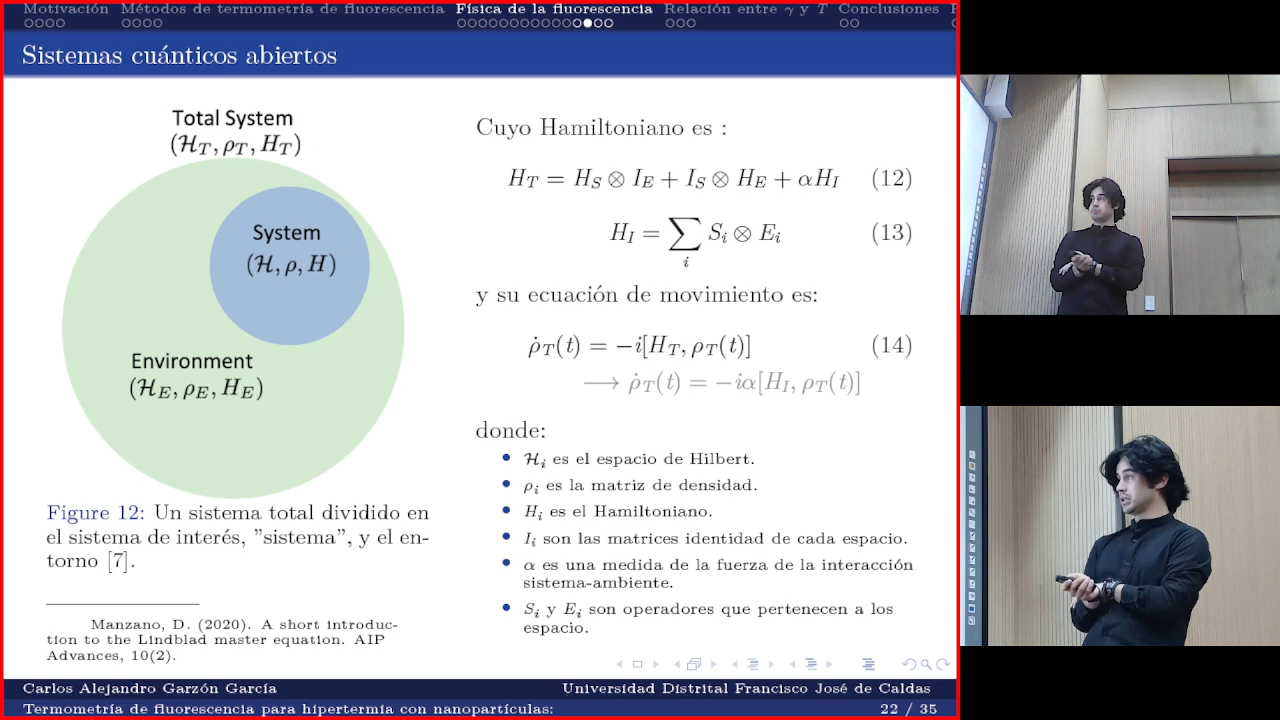 Motivación Métodos de termometría de fluorescencia Física de la fluorescencia Relación entre γ y T Conclusiones
Sistemas cuánticos abiertos
Total System
(ℋ_T, ρ_T, H_T)
System
(ℋ, ρ, H)
Environment
(ℋ_E, ρ_E, H_E)
Figure 12: Un sistema total dividido en
el sistema de interés, ”sistema”, y el en-
torno [7].
Manzano, D. (2020). A short introduc-
tion to the Lindblad master equation. AIP
Advances, 10(2).
Cuyo Hamiltoniano es :
H_T = H_S ⊗ I_E + I_S ⊗ H_E + αH_I (12)
H_I = ∑_i S_i ⊗ E_i (13)
y su ecuación de movimiento es:
ρ̇_T(t) = −i[H_T, ρ_T(t)] (14)
⟶ ρ̇_T(t) = −iα[H_I, ρ_T(t)]
donde:
• ℋ_i es el espacio de Hilbert.
• ρ_i es la matriz de densidad.
• H_i es el Hamiltoniano.
• I_i son las matrices identidad de cada espacio.
• α es una medida de la fuerza de la interacción
sistema-ambiente.
• S_i y E_i son operadores que pertenecen a los
espacio.
Carlos Alejandro Garzón García Universidad Distrital Francisco José de Caldas
Termometría de fluorescencia para hipertermia con nanopartículas: 22 / 35